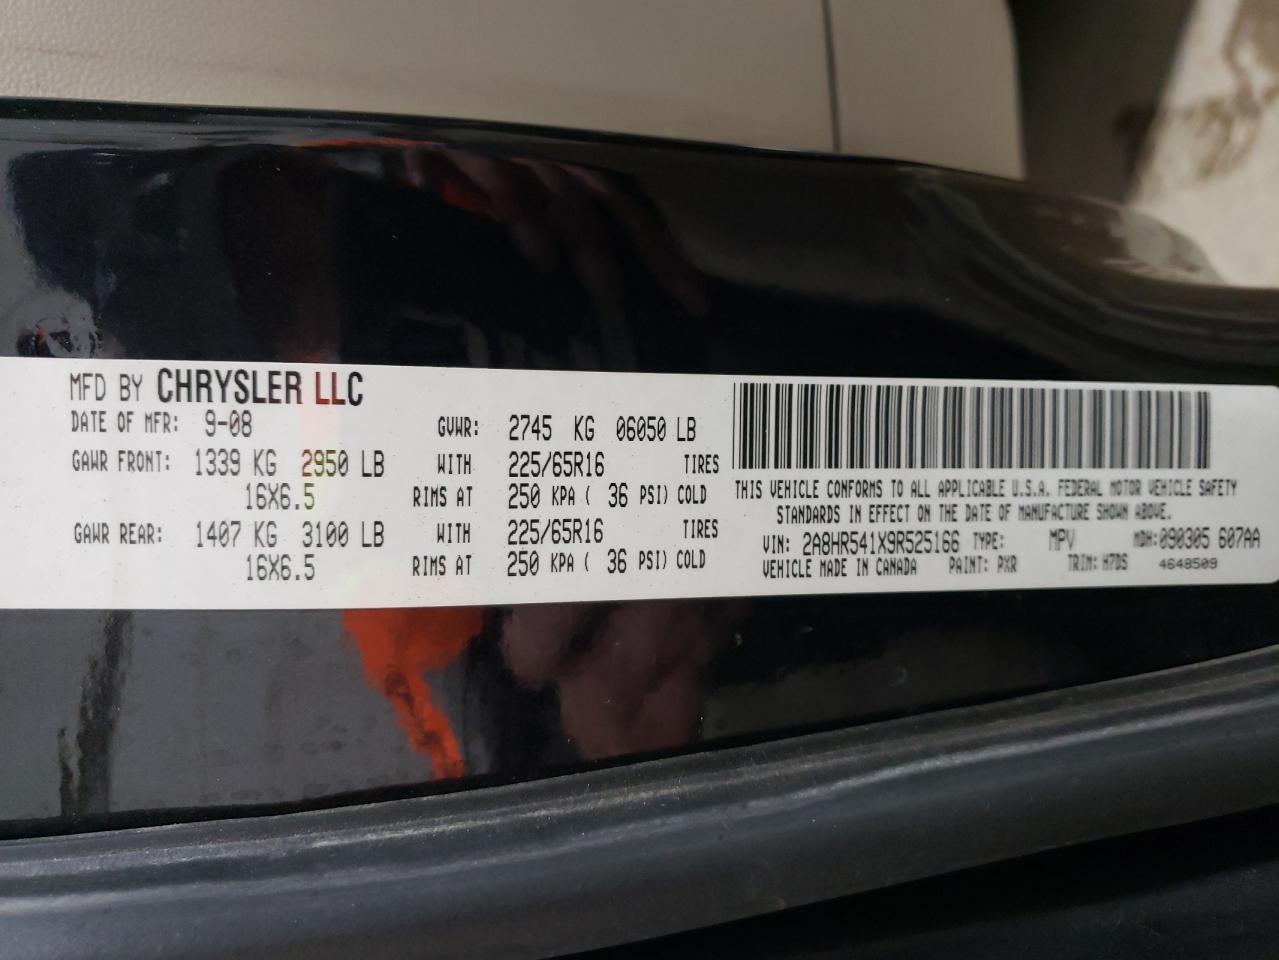 MFD BY CHRYSLER LLC
DATE OF MFR: 9-08 GVWR: 2745 KG 06050 LB
GAWR FRONT: 1339 KG 2950 LB WITH 225/65R16 TIRES
16X6.5 RIMS AT 250 KPA ( 36 PSI) COLD
GAWR REAR: 1407 KG 3100 LB WITH 225/65R16 TIRES
16X6.5 RIMS AT 250 KPA ( 36 PSI) COLD
THIS VEHICLE CONFORMS TO ALL APPLICABLE U.S.A. FEDERAL MOTOR VEHICLE SAFETY
STANDARDS IN EFFECT ON THE DATE OF MANUFACTURE SHOWN ABOVE.
VIN: 2A8HR541X9R525166 TYPE: MPV MDH:090305 607AA
VEHICLE MADE IN CANADA PAINT: PXR TRIM: H7DS 4648509